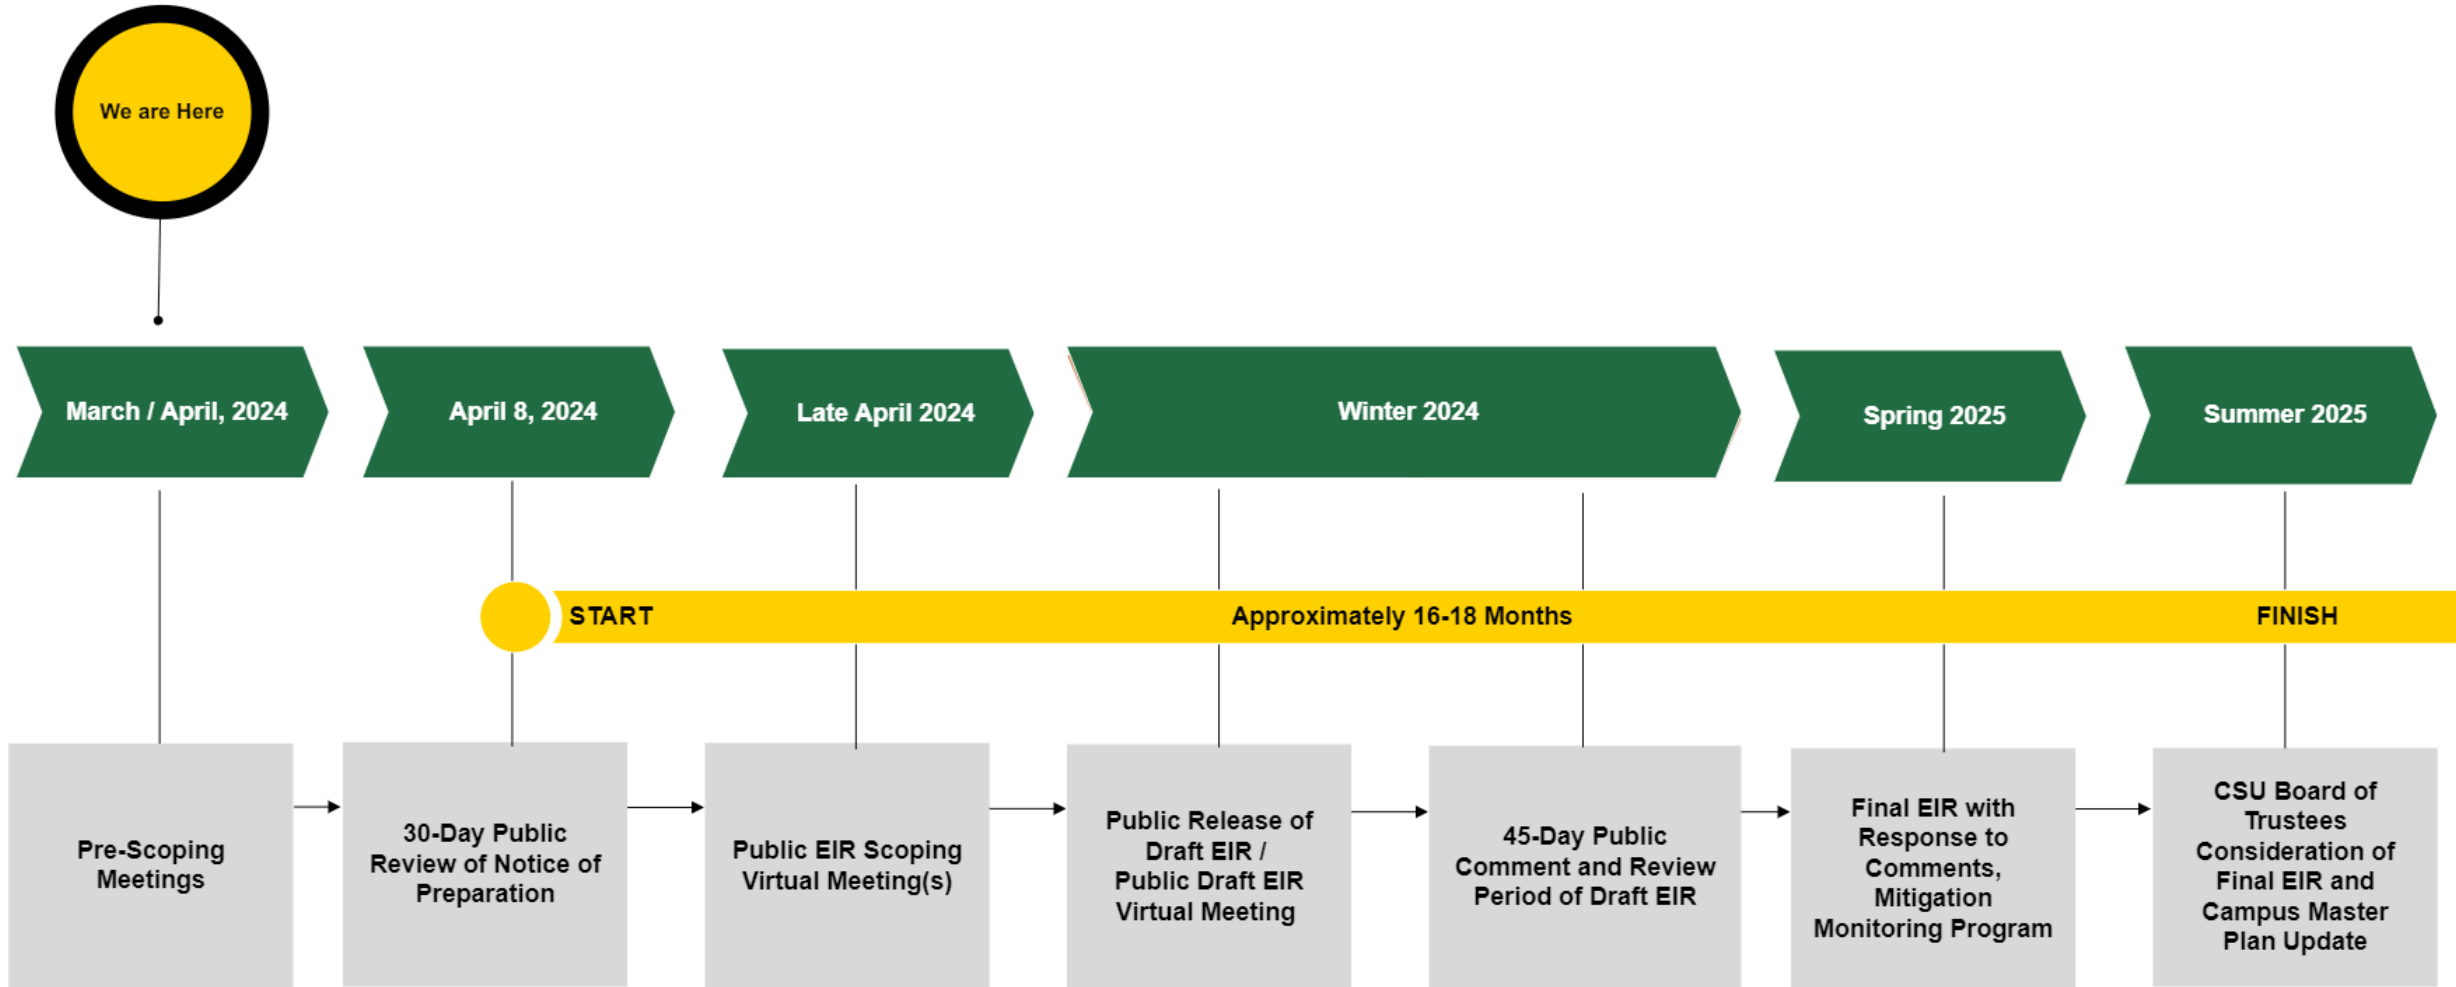 We are Here
March / April, 2024
April 8, 2024
Late April 2024
Winter 2024
Spring 2025
Summer 2025
START
Approximately 16-18 Months
FINISH
Pre-Scoping
Meetings
30-Day Public
Review of Notice of
Preparation
Public EIR Scoping
Virtual Meeting(s)
Public Release of
Draft EIR /
Public Draft EIR
Virtual Meeting
45-Day Public
Comment and Review
Period of Draft EIR
Final EIR with
Response to
Comments,
Mitigation
Monitoring Program
CSU Board of
Trustees
Consideration of
Final EIR and
Campus Master
Plan Update